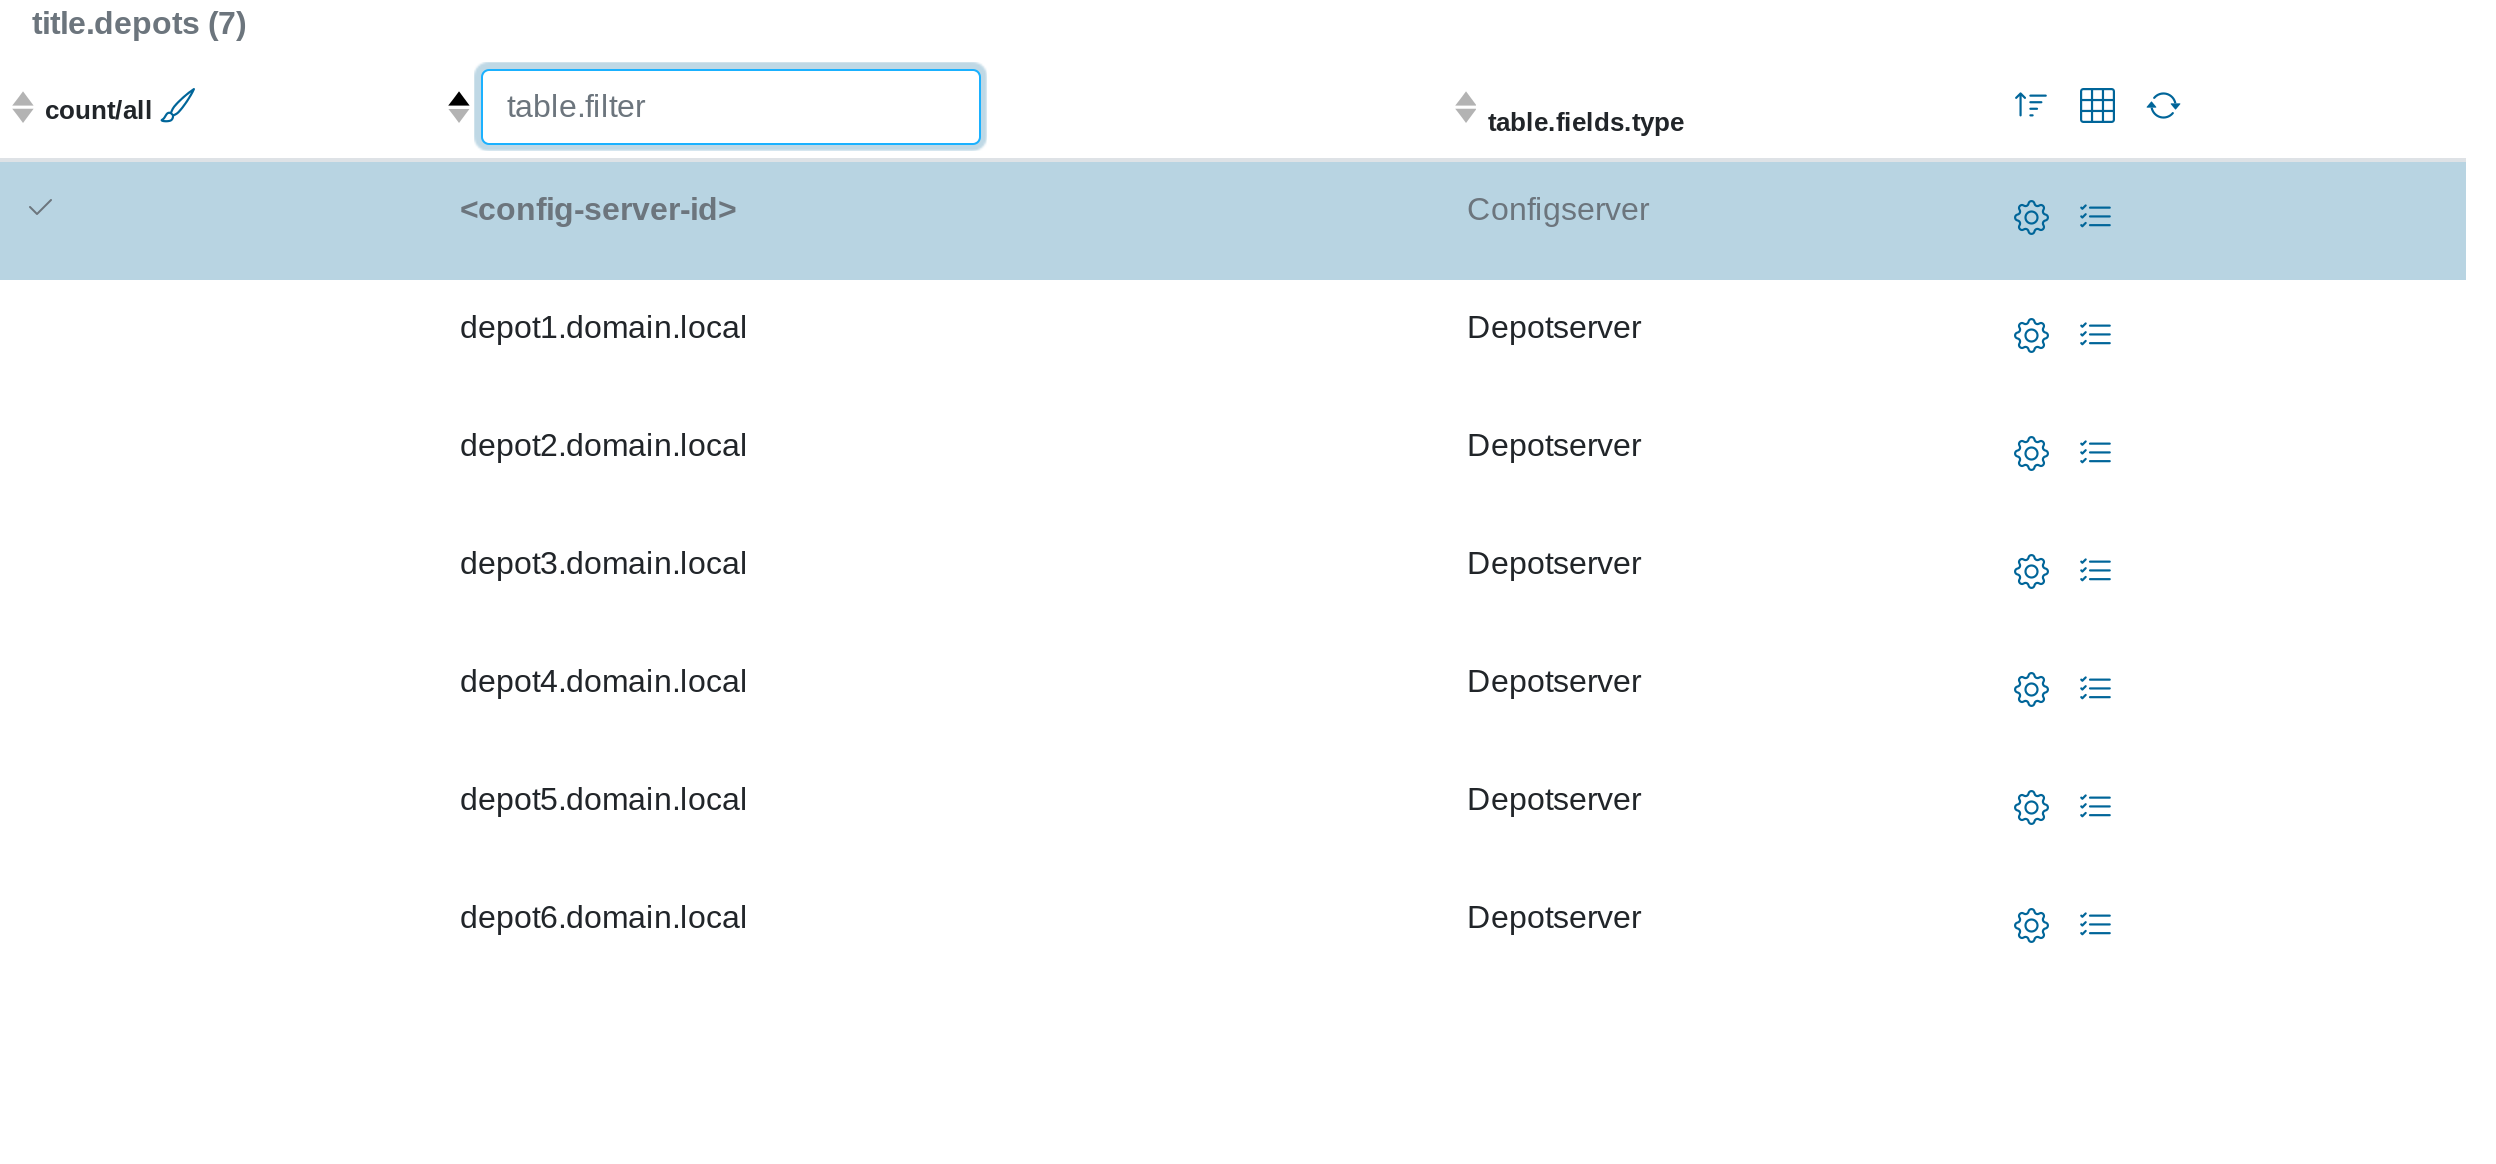 title.depots (7)
count/all table.filter table.fields.type
<config-server-id> Configserver
depot1.domain.local Depotserver
depot2.domain.local Depotserver
depot3.domain.local Depotserver
depot4.domain.local Depotserver
depot5.domain.local Depotserver
depot6.domain.local Depotserver